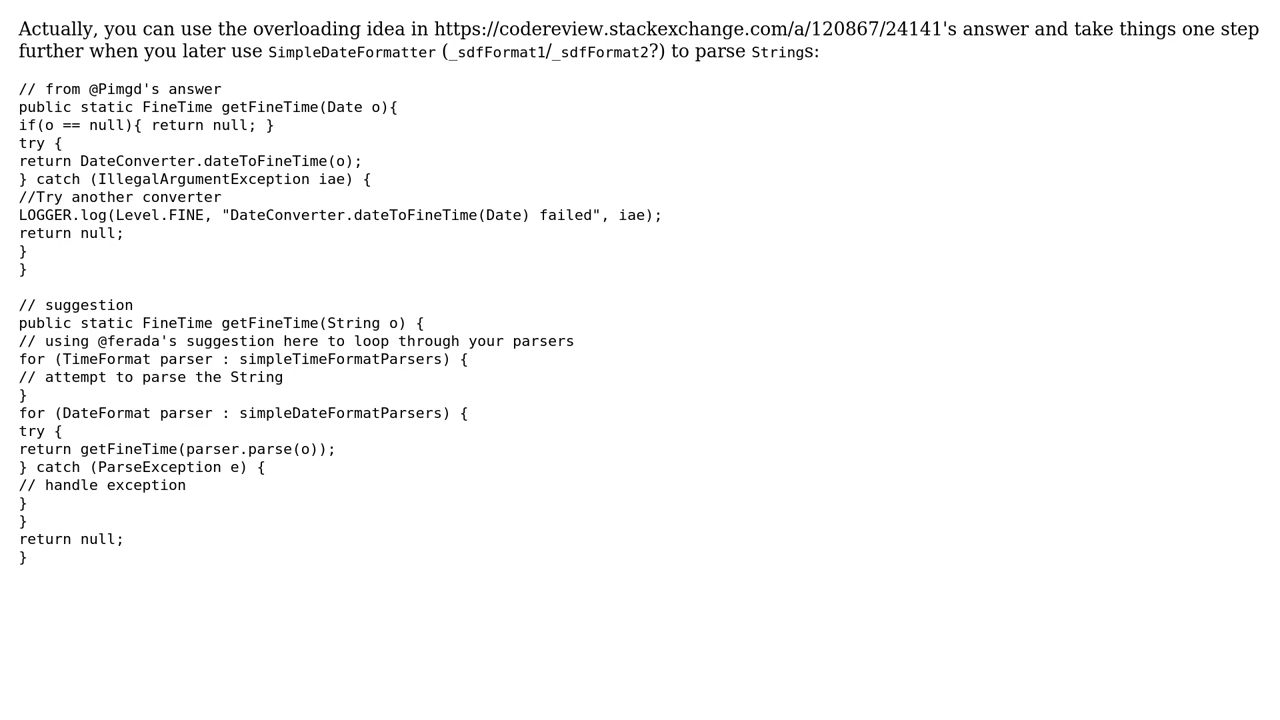 Actually, you can use the overloading idea in https://codereview.stackexchange.com/a/120867/24141's answer and take things one step
further when you later use SimpleDateFormatter (_sdfFormat1/_sdfFormat2?) to parse Strings:
// from @Pimgd's answer
public static FineTime getFineTime(Date o){
if(o == null){ return null; }
try {
return DateConverter.dateToFineTime(o);
} catch (IllegalArgumentException iae) {
//Try another converter
LOGGER.log(Level.FINE, "DateConverter.dateToFineTime(Date) failed", iae);
return null;
}
}
// suggestion
public static FineTime getFineTime(String o) {
// using @ferada's suggestion here to loop through your parsers
for (TimeFormat parser : simpleTimeFormatParsers) {
// attempt to parse the String
}
for (DateFormat parser : simpleDateFormatParsers) {
try {
return getFineTime(parser.parse(o));
} catch (ParseException e) {
// handle exception
}
}
return null;
}